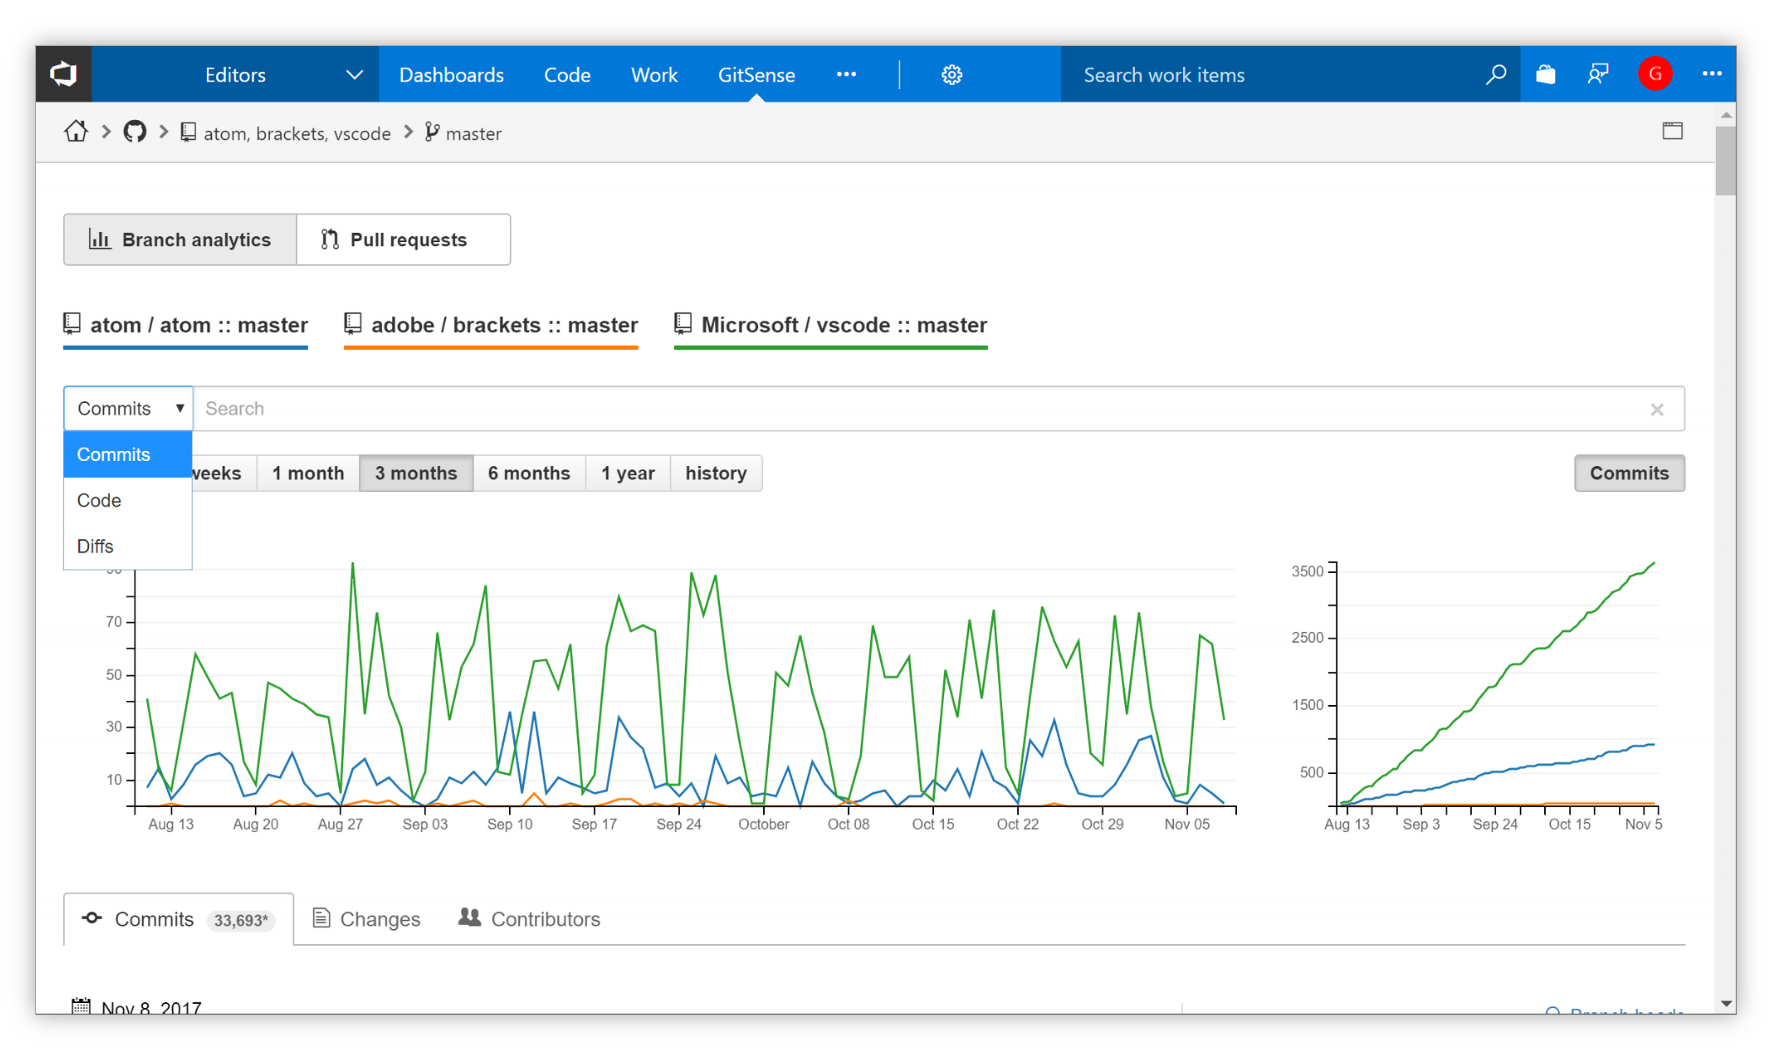 Editors Dashboards Code Work GitSense ••• Search work items G •••
atom, brackets, vscode > master
Branch analytics Pull requests
atom / atom :: master adobe / brackets :: master Microsoft / vscode :: master
Commits ▼ Search ×
Commits
weeks 1 month 3 months 6 months 1 year history Commits
Code
Diffs
70
50
30
10
Aug 13 Aug 20 Aug 27 Sep 03 Sep 10 Sep 17 Sep 24 October Oct 08 Oct 15 Oct 22 Oct 29 Nov 05
3500
2500
1500
500
Aug 13 Sep 3 Sep 24 Oct 15 Nov 5
Commits 33,693* Changes Contributors
Nov 8, 2017